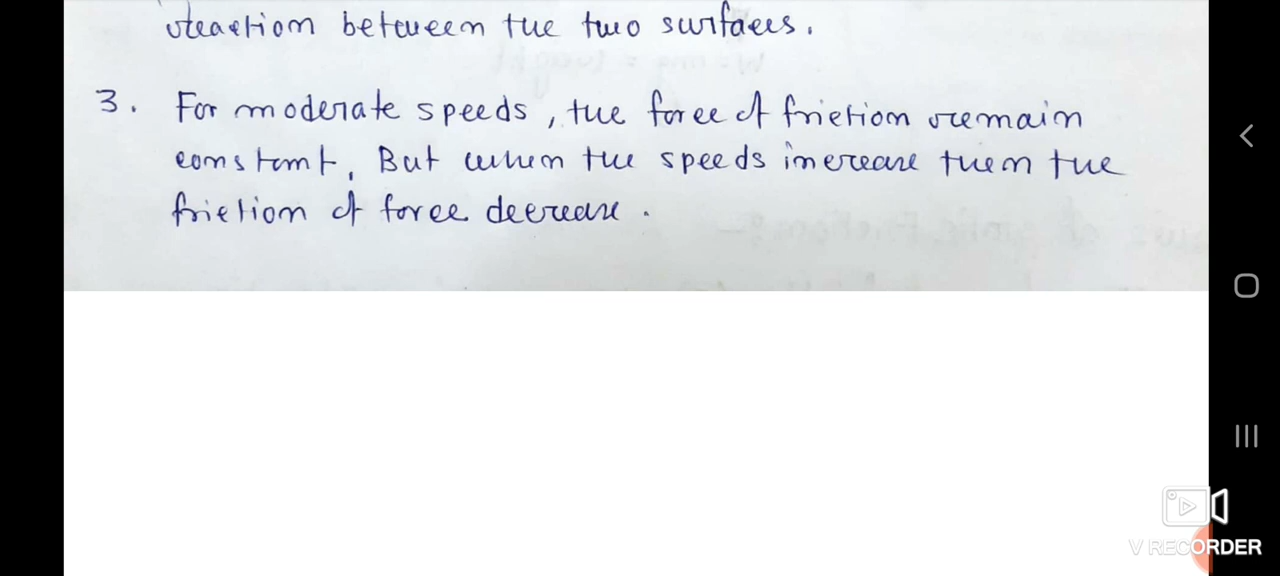 reaction between the two surfaces.
3. For moderate speeds, the force of friction remain
constant. But when the speeds increase then the
friction of force decrease.
V RECORDER